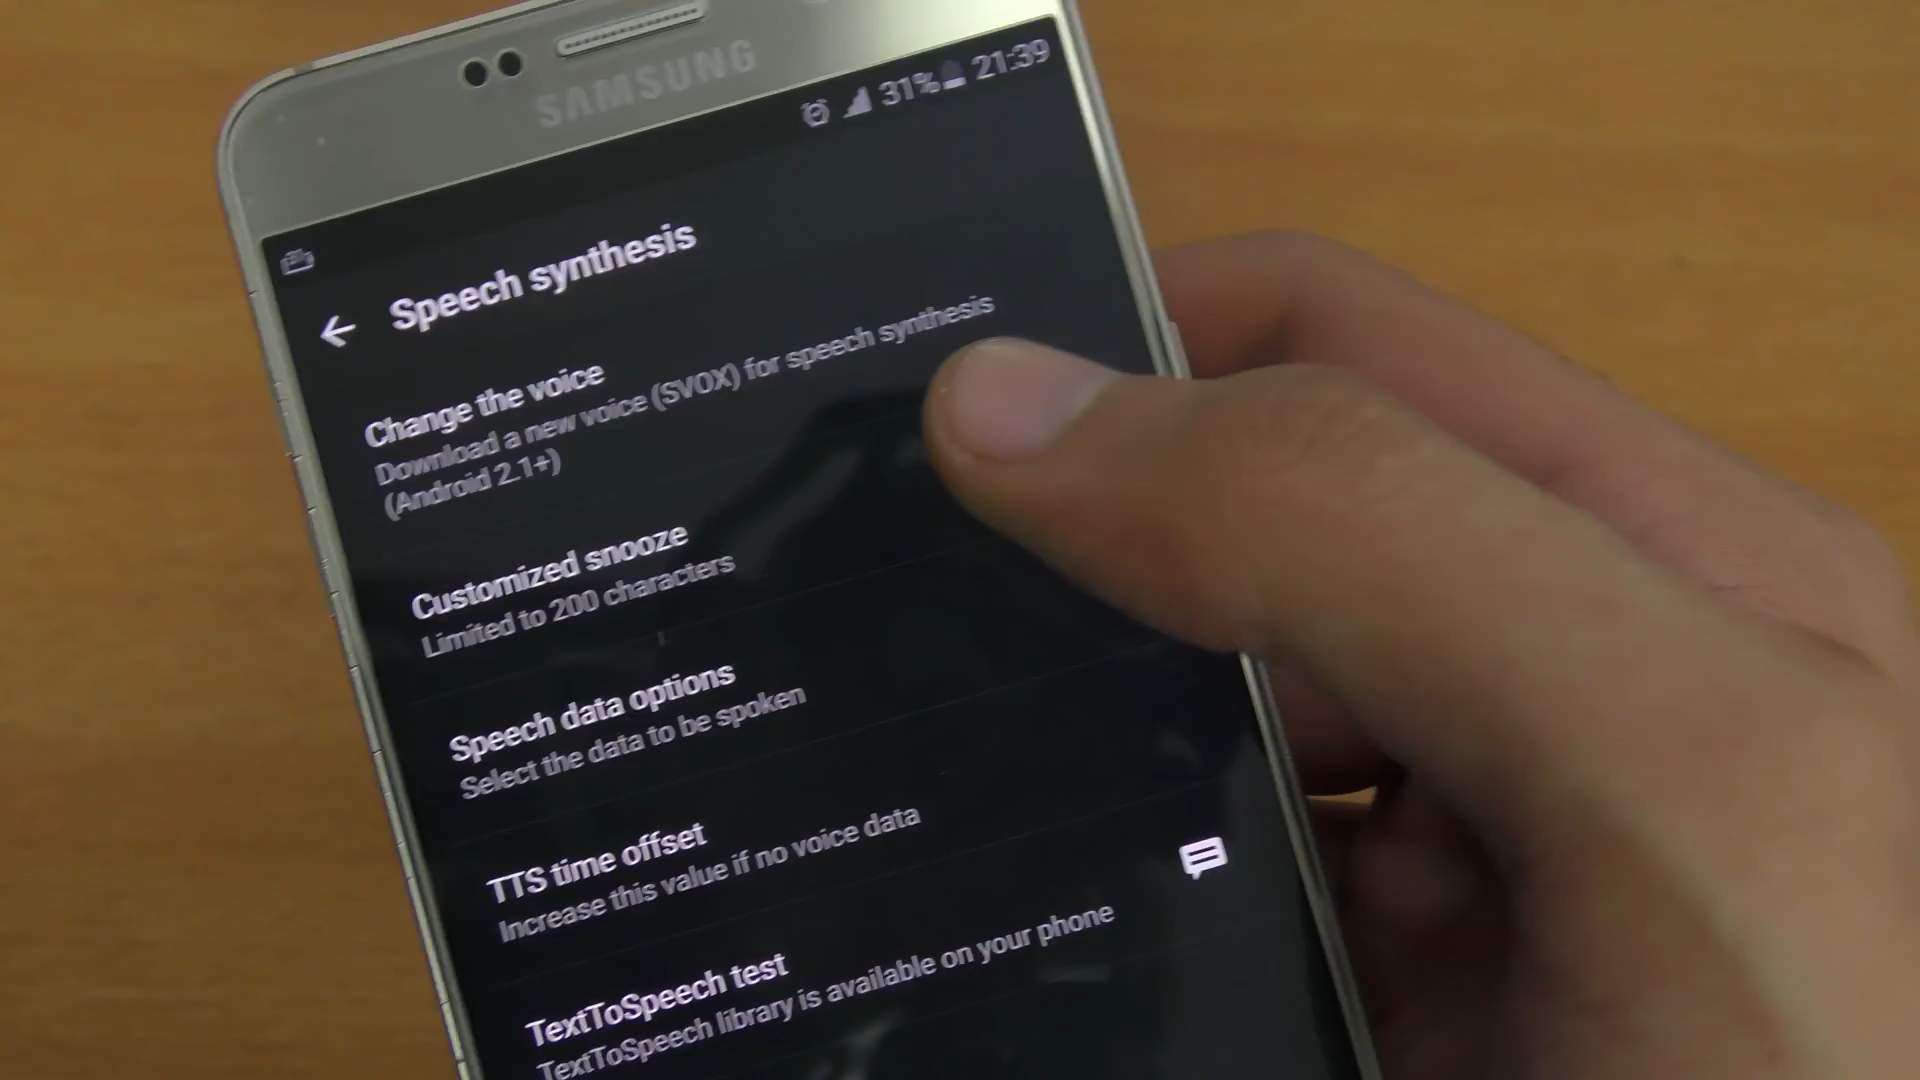 SAMSUNG
31% 21:39
Speech synthesis
Change the voice
Download a new voice (SVOX) for speech synthesis
(Android 2.1+)
Customized snooze
Limited to 200 characters
Speech data options
Select the data to be spoken
TTS time offset
Increase this value if no voice data
TextToSpeech test
TextToSpeech library is available on your phone